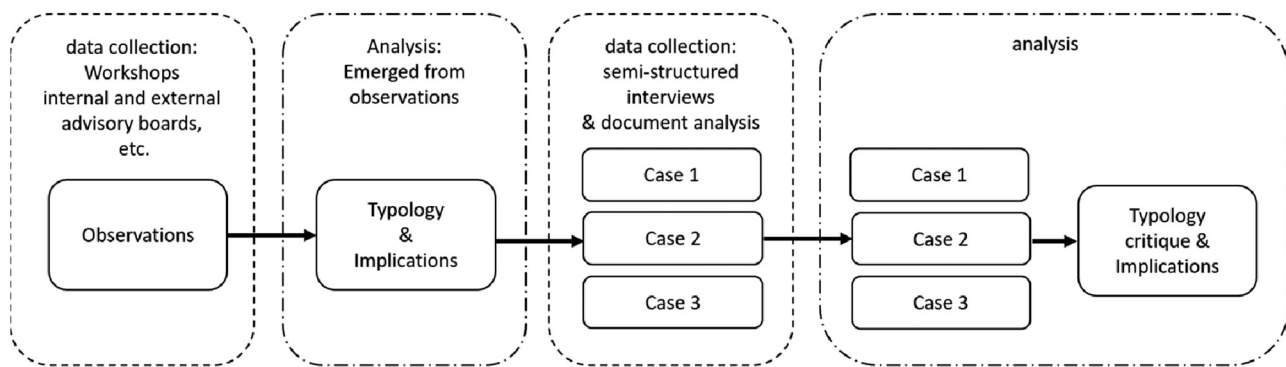 data collection:
Workshops
internal and external
advisory boards,
etc.
Observations
Analysis:
Emerged from
observations
Typology
&
Implications
data collection:
semi-structured
interviews
& document analysis
Case 1
Case 2
Case 3
analysis
Case 1
Case 2
Case 3
Typology
critique &
Implications